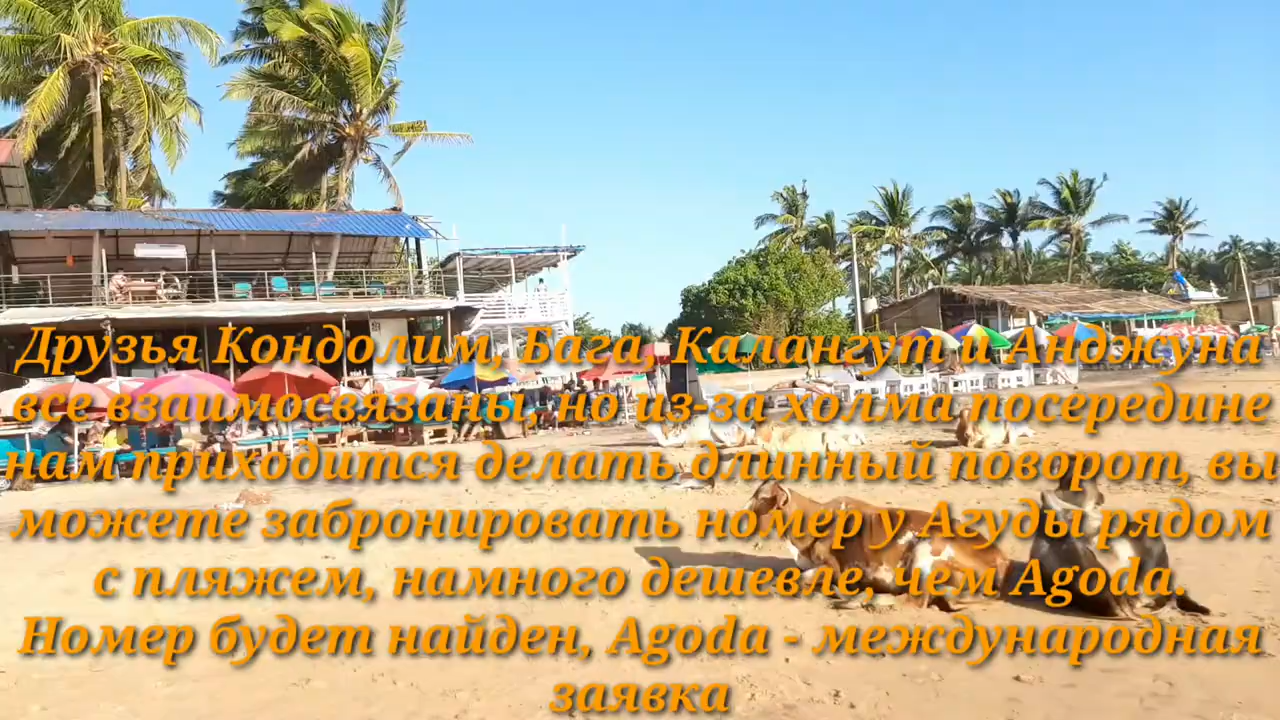 Друзья Кондолим, Бага, Калангут и Анджуна
все взаимосвязаны, но из-за холма посередине
нам приходится делать длинный поворот, вы
можете забронировать номер у Агуды рядом
с пляжем, намного дешевле, чем Agoda.
Номер будет найден, Agoda - международная
заявка